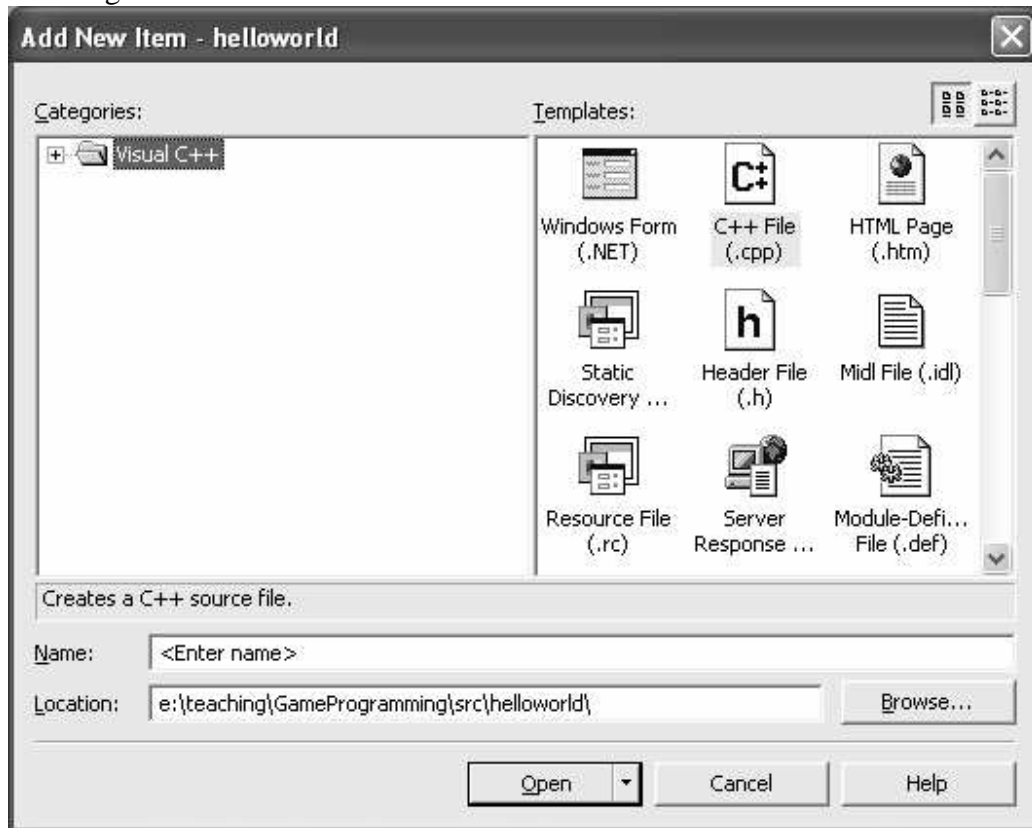 Add New Item - helloworld
Categories:
Templates:
Visual C++
Windows Form
(.NET)
C++ File
(.cpp)
HTML Page
(.htm)
Static
Discovery ...
Header File
(.h)
Midl File (.idl)
Resource File
(.rc)
Server
Response ...
Module-Defi...
File (.def)
Creates a C++ source file.
Name:
<Enter name>
Location:
e:\teaching\GameProgramming\src\helloworld\
Browse...
Open
Cancel
Help